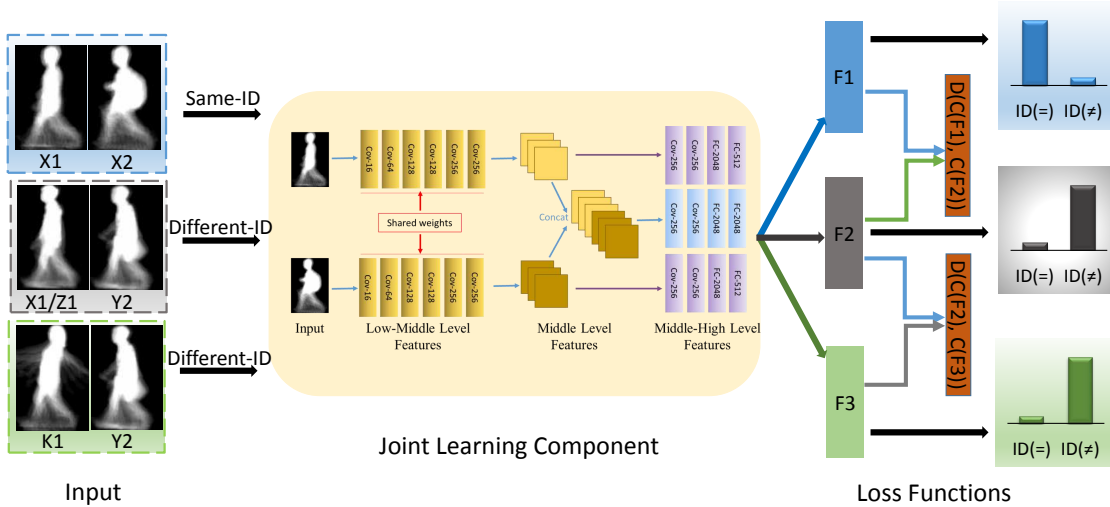 X1 X2
Same-ID
X1/Z1 Y2
Different-ID
K1 Y2
Different-ID
Input
Cov-16 Cov-64 Cov-128 Cov-128 Cov-256 Cov-256
Shared weights
Cov-16 Cov-64 Cov-128 Cov-128 Cov-256 Cov-256
Concat
Cov-256 Cov-256 FC-2048 FC-512
Cov-256 Cov-256 FC-2048 FC-2048
Cov-256 Cov-256 FC-2048 FC-512
Input
Low-Middle Level
Features
Middle Level
Features
Middle-High Level
Features
Joint Learning Component
F1
F2
F3
D(C(F1), C(F2))
D(C(F2), C(F3))
ID(=) ID(≠)
ID(=) ID(≠)
ID(=) ID(≠)
Loss Functions